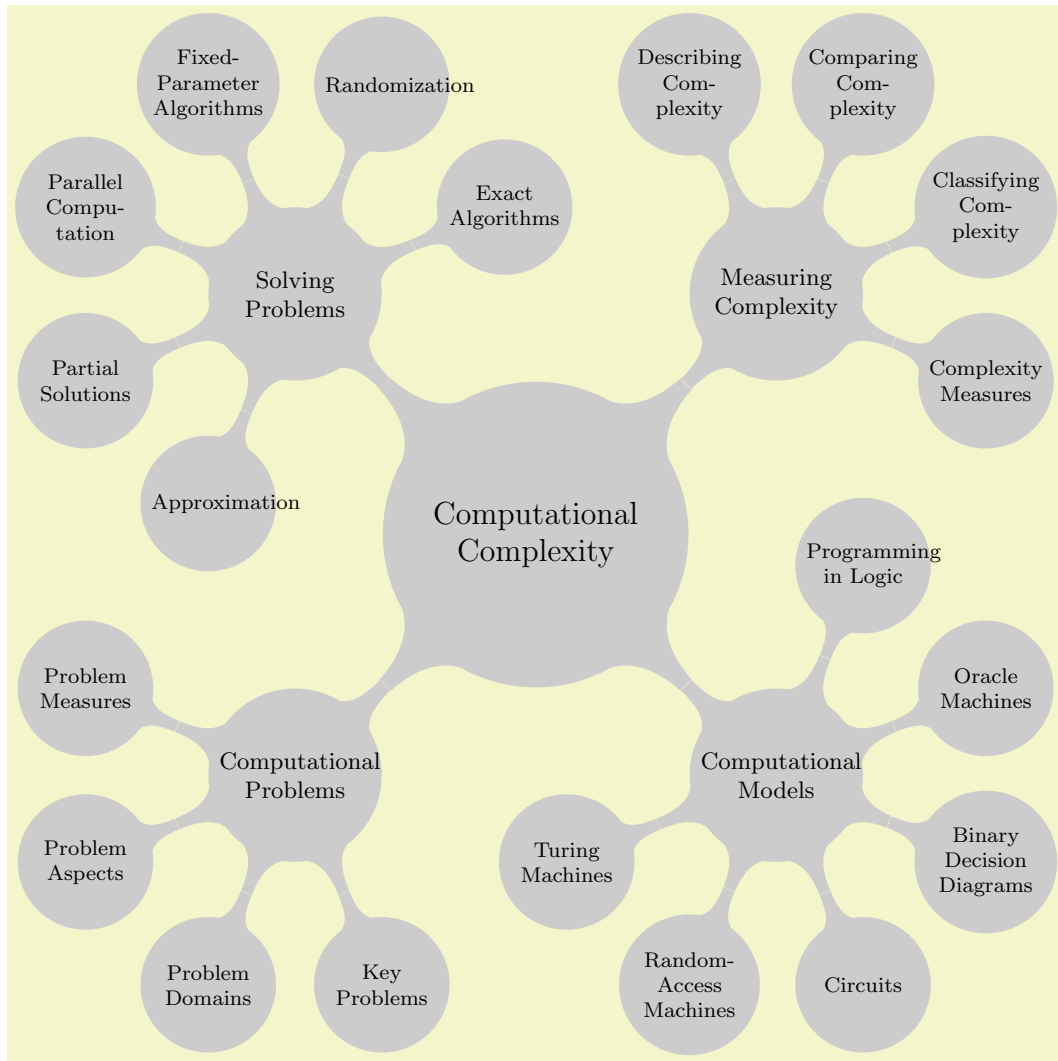 Computational
Complexity
Solving
Problems
Fixed-
Parameter
Algorithms
Randomization
Exact
Algorithms
Parallel
Compu-
tation
Partial
Solutions
Approximation
Measuring
Complexity
Describing
Com-
plexity
Comparing
Com-
plexity
Classifying
Com-
plexity
Complexity
Measures
Computational
Problems
Problem
Measures
Problem
Aspects
Problem
Domains
Key
Problems
Computational
Models
Programming
in Logic
Oracle
Machines
Binary
Decision
Diagrams
Circuits
Random-
Access
Machines
Turing
Machines